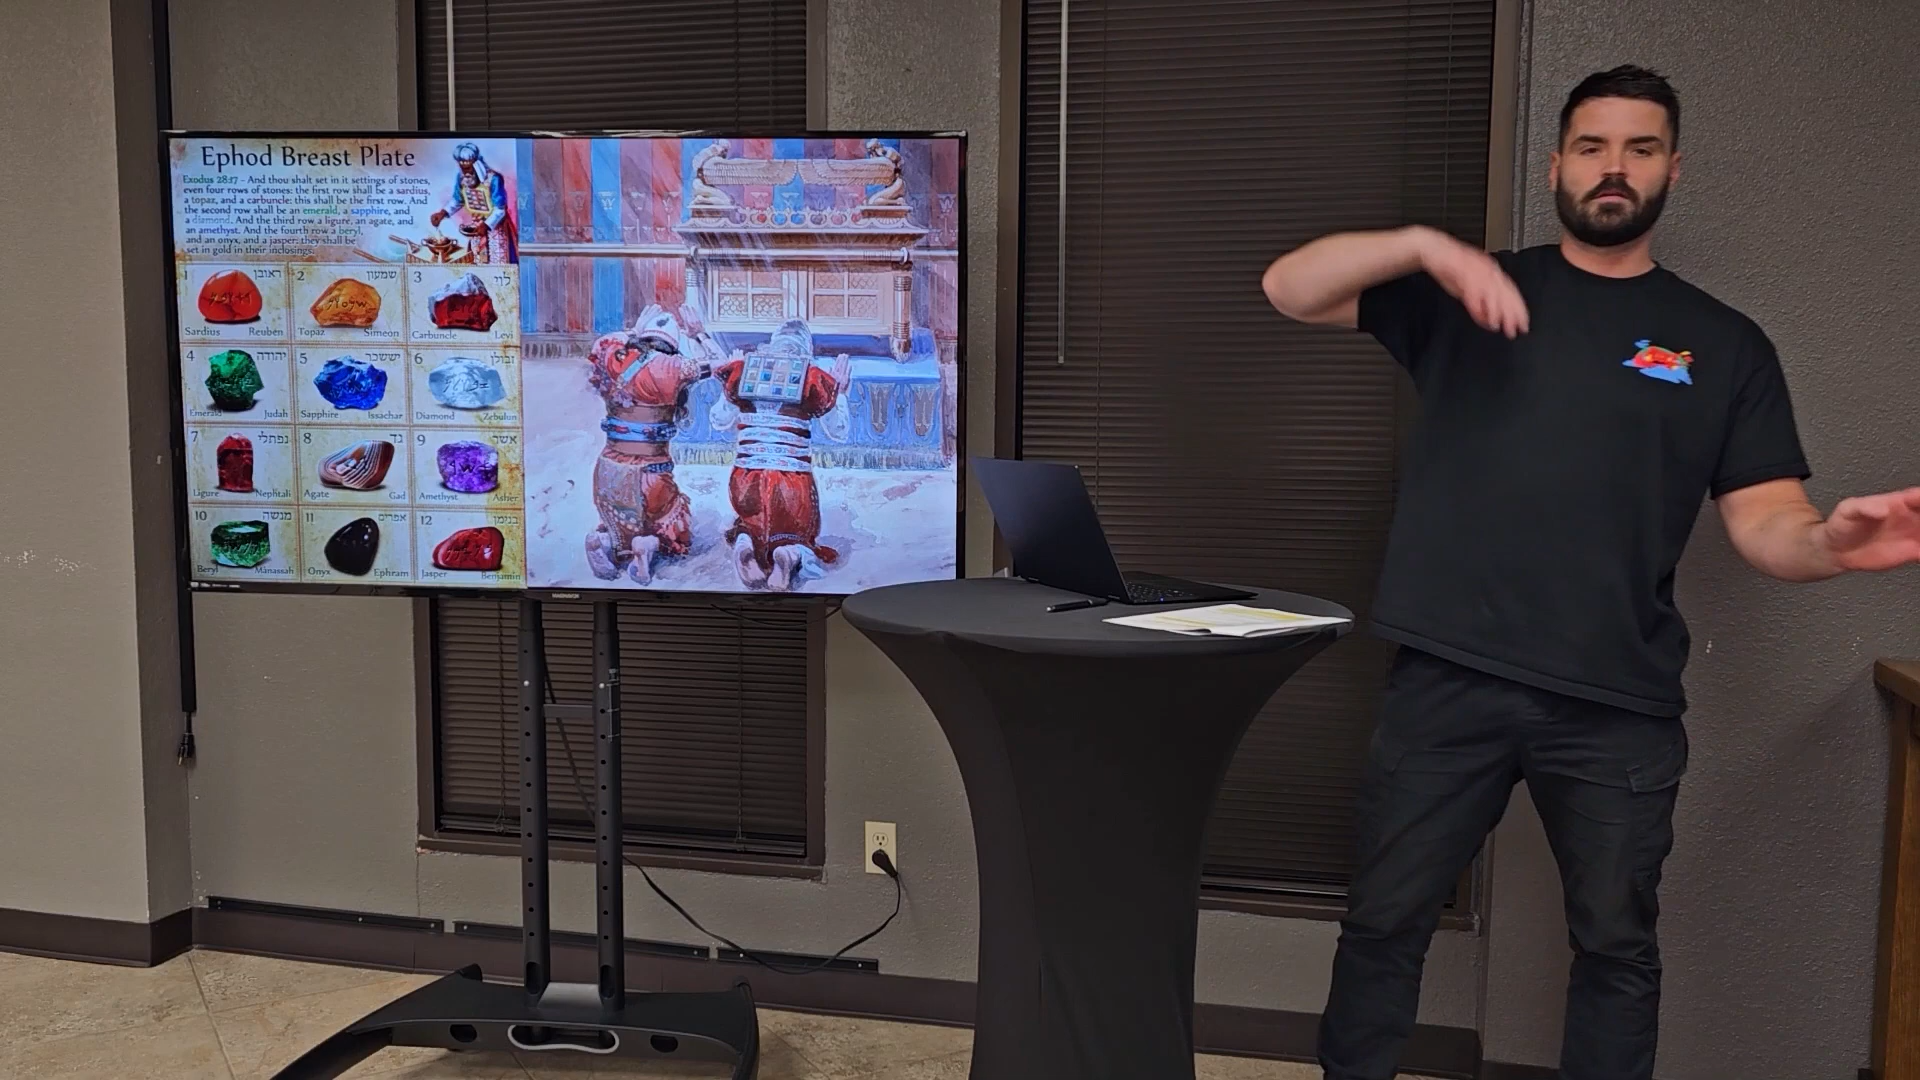 Ephod Breast Plate
Exodus 28:17 - And thou shalt set in it settings of stones,
even four rows of stones: the first row shall be a sardius,
a topaz, and a carbuncle: this shall be the first row. And
the second row shall be an emerald, a sapphire, and
a diamond. And the third row a ligure, an agate, and
an amethyst. And the fourth row a beryl,
and an onyx, and a jasper: they shall be
set in gold in their inclosings.
1 ראובן
Sardius Reuben
2 שמעון
Topaz Simeon
3 לוי
Carbuncle Levi
4 יהודה
Emerald Judah
5 יששכר
Sapphire Issachar
6 זבולן
Diamond Zebulun
7 נפתלי
Ligure Nephtali
8 גד
Agate Gad
9 אשר
Amethyst Asher
10 מנשה
Beryl Manassah
11 אפרים
Onyx Ephram
12 בנימן
Jasper Benjamin